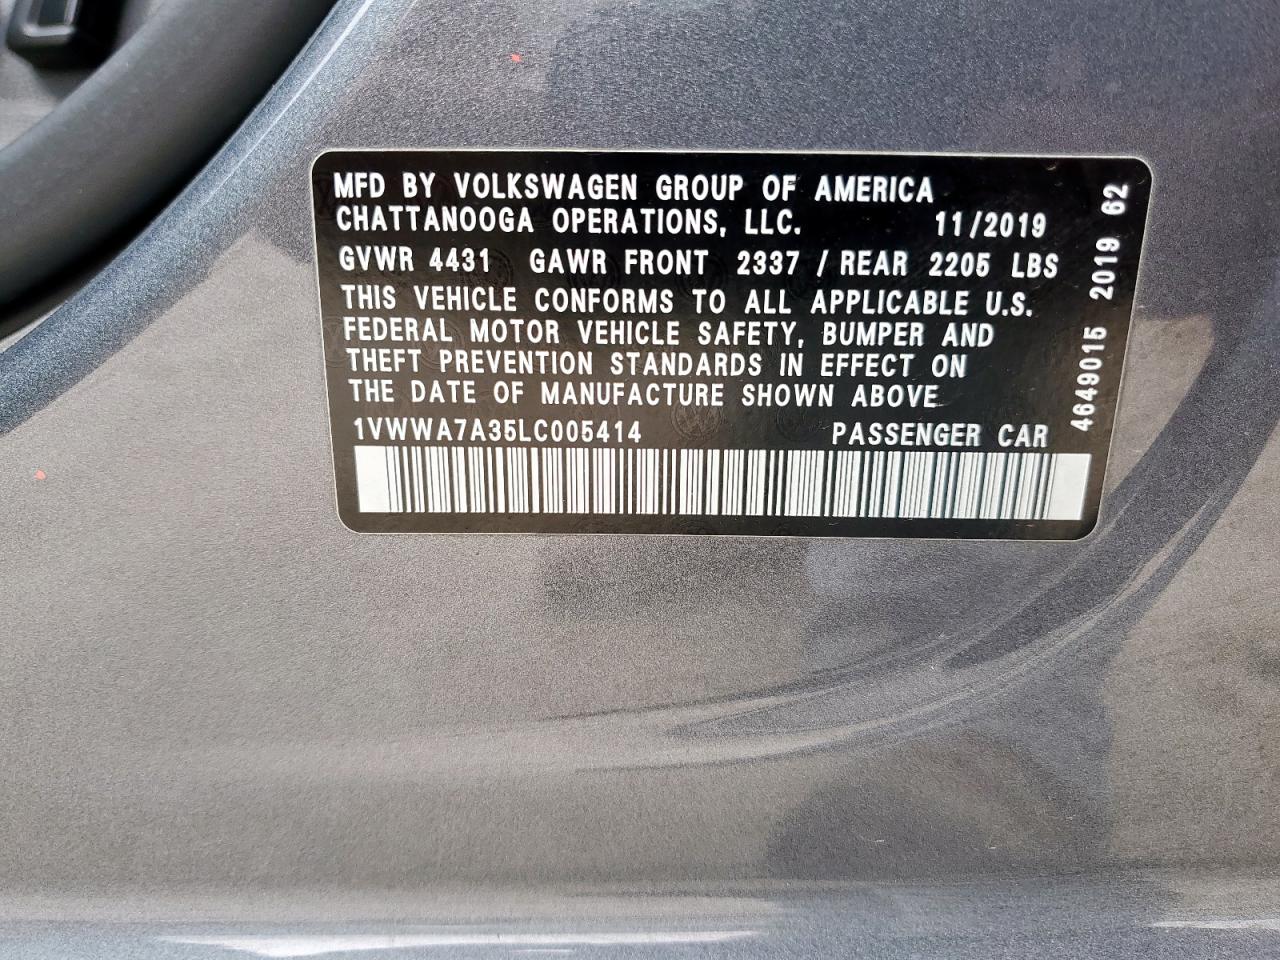 MFD BY VOLKSWAGEN GROUP OF AMERICA
CHATTANOOGA OPERATIONS, LLC. 11/2019
GVWR 4431 GAWR FRONT 2337 / REAR 2205 LBS
THIS VEHICLE CONFORMS TO ALL APPLICABLE U.S.
FEDERAL MOTOR VEHICLE SAFETY, BUMPER AND
THEFT PREVENTION STANDARDS IN EFFECT ON
THE DATE OF MANUFACTURE SHOWN ABOVE
1VWWA7A35LC005414 PASSENGER CAR
4649015 2019 62